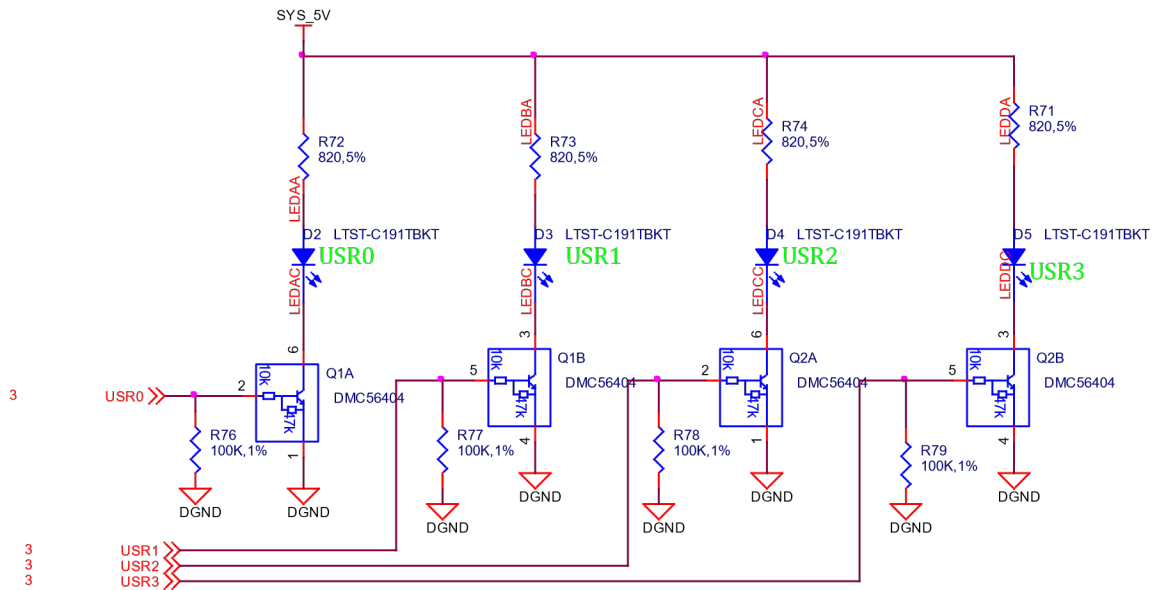 SYS_5V
R72
820,5%
LEDAA
D2 LTST-C191TBKT
USR0
LEDAC
6
10k
47k
Q1A
DMC56404
2
1
3 USR0
R76
100K,1%
DGND
DGND
LEDBA
R73
820,5%
D3 LTST-C191TBKT
USR1
LEDBC
3
10k
47k
Q1B
DMC56404
5
4
R77
100K,1%
DGND
DGND
LEDCA
R74
820,5%
D4 LTST-C191TBKT
USR2
LEDCC
6
10k
47k
Q2A
DMC56404
2
1
R78
100K,1%
DGND
DGND
LEDDA
R71
820,5%
D5 LTST-C191TBKT
USR3
LEDDC
3
10k
47k
Q2B
DMC56404
5
4
R79
100K,1%
DGND
DGND
3 USR1
3 USR2
3 USR3